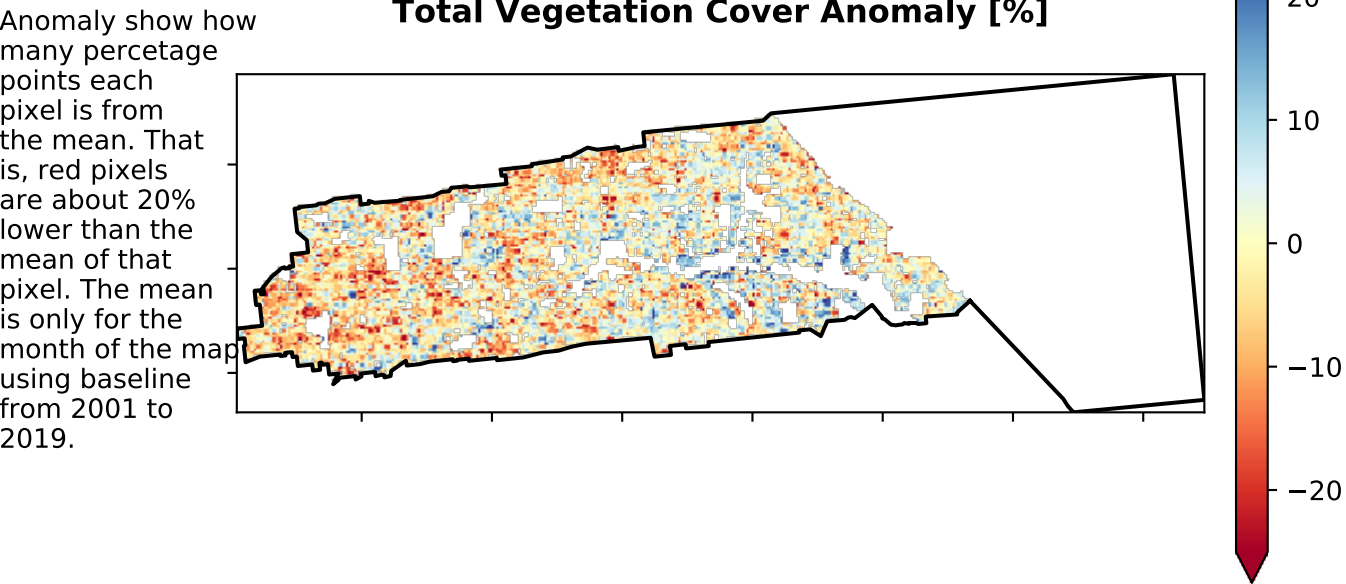 Anomaly show how
many percetage
points each
pixel is from
the mean. That
is, red pixels
are about 20%
lower than the
mean of that
pixel. The mean
is only for the
month of the map
using baseline
from 2001 to
2019.
Total Vegetation Cover Anomaly [%]
20
10
0
−10
−20